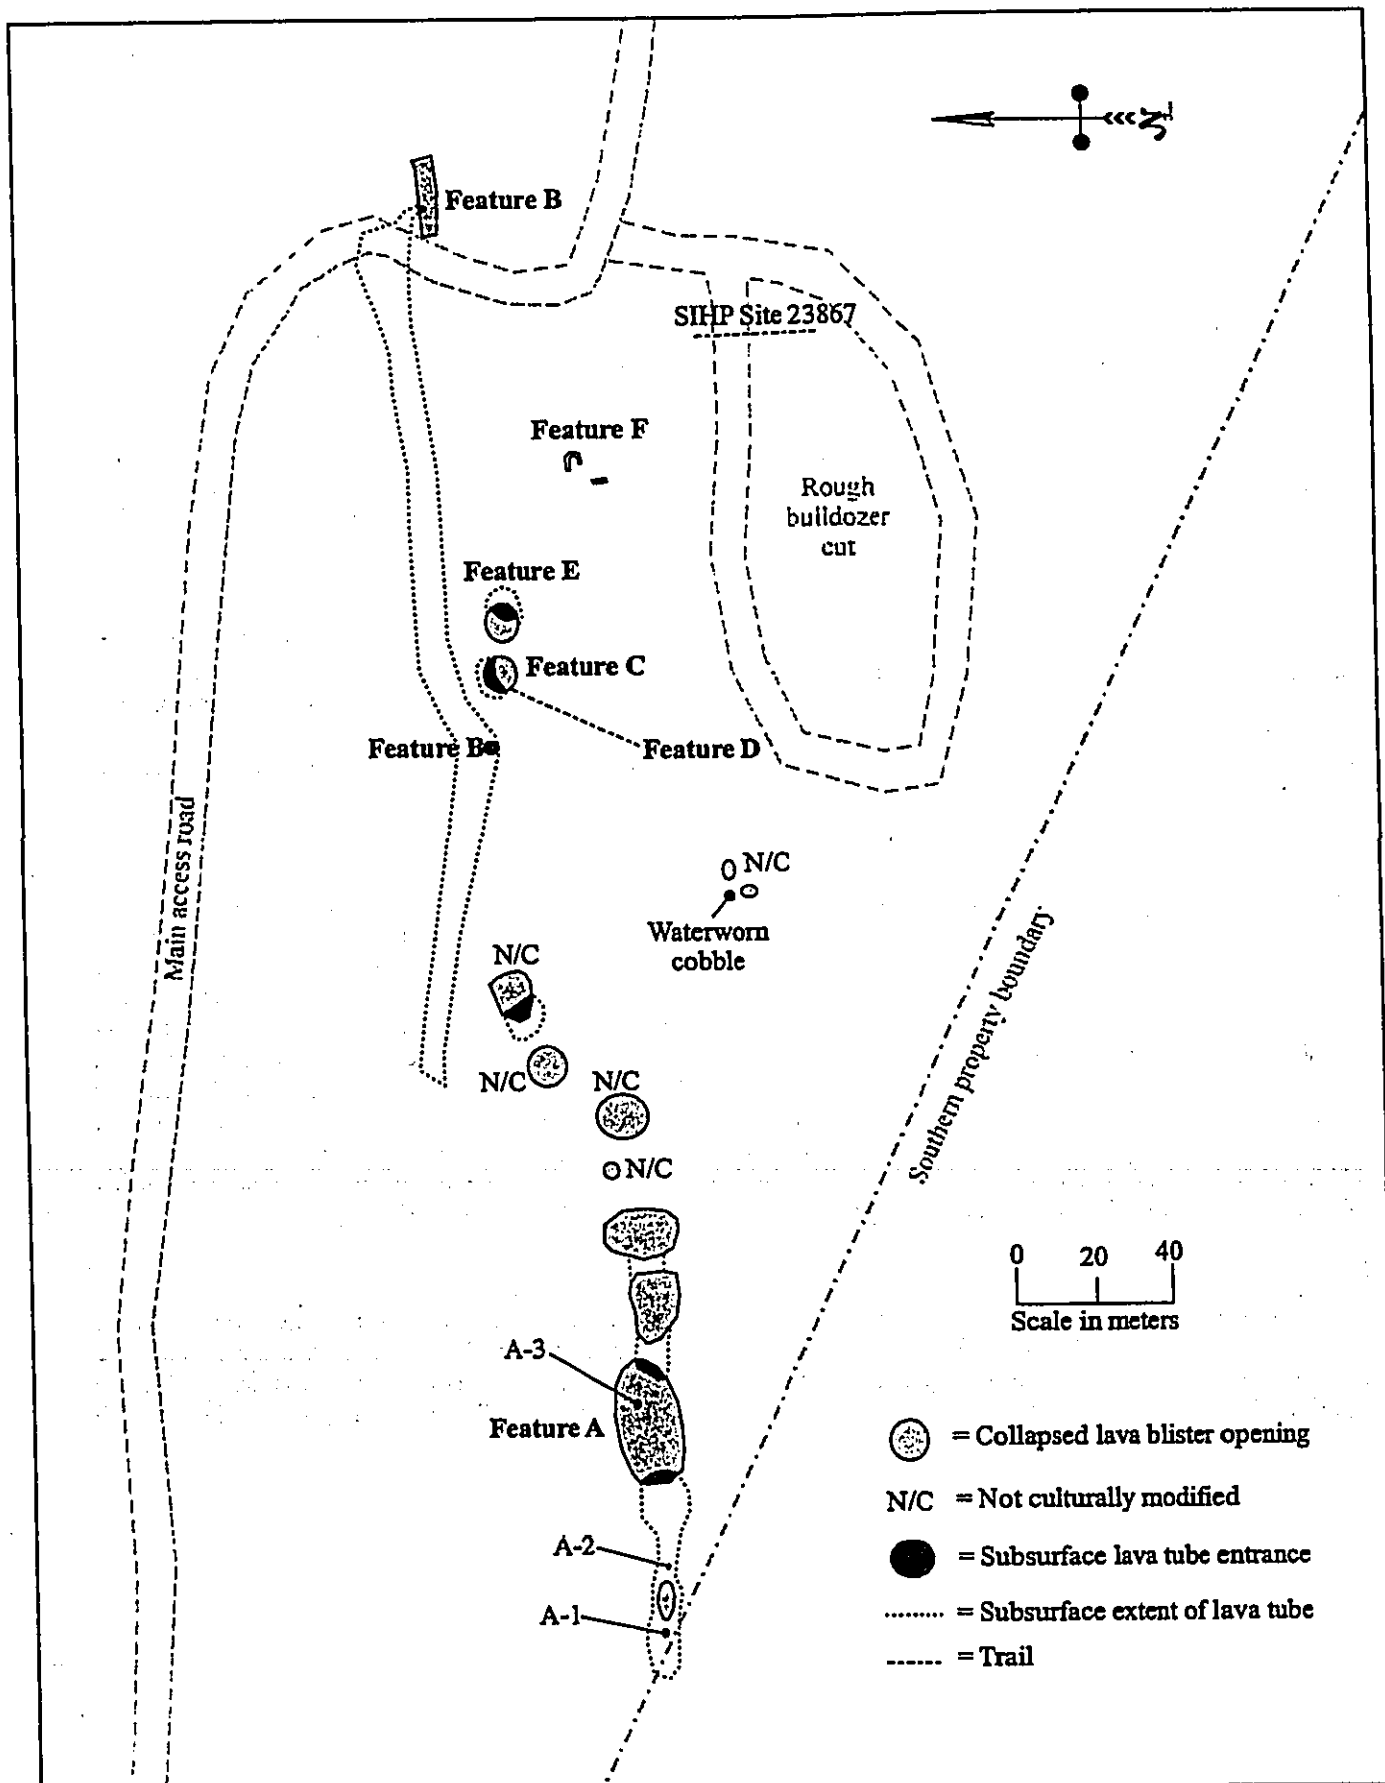 N
Feature B
SIHP Site 23867
Feature F
Rough
bulldozer
cut
Feature E
Feature C
Feature B
Feature D
Main access road
N/C
Waterworn
cobble
N/C
Southern property boundary
N/C
N/C
N/C
0 20 40
Scale in meters
A-3
Feature A
= Collapsed lava blister opening
N/C = Not culturally modified
A-2
= Subsurface lava tube entrance
A-1
= Subsurface extent of lava tube
= Trail